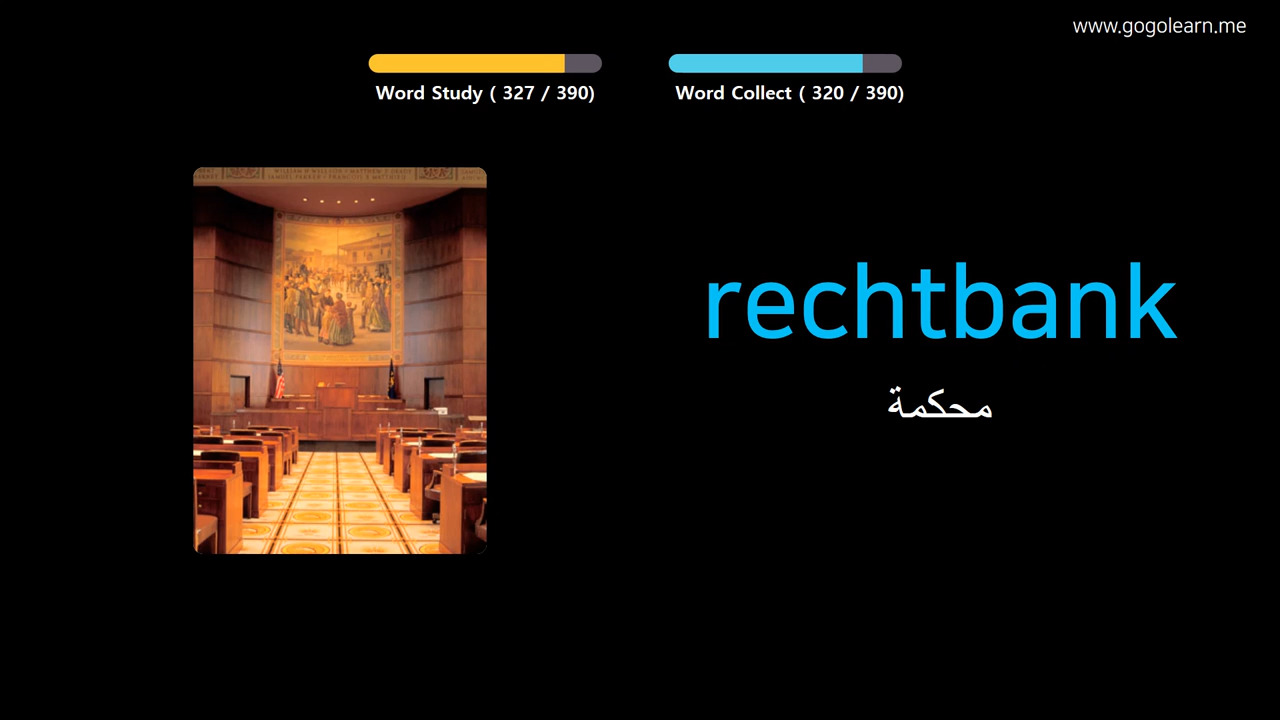 www.gogolearn.me
Word Study ( 327 / 390)
Word Collect ( 320 / 390)
rechtbank
محكمة